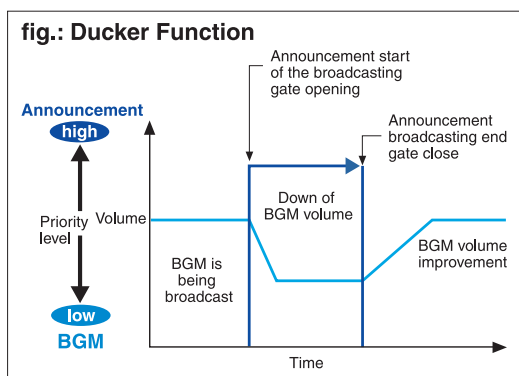 fig.: Ducker Function
Announcement start
of the broadcasting
gate opening
Announcement
high
Announcement
broadcasting end
gate close
Priority
level
Volume
Down of
BGM volume
BGM is
being
broadcast
BGM volume
improvement
low
BGM
Time